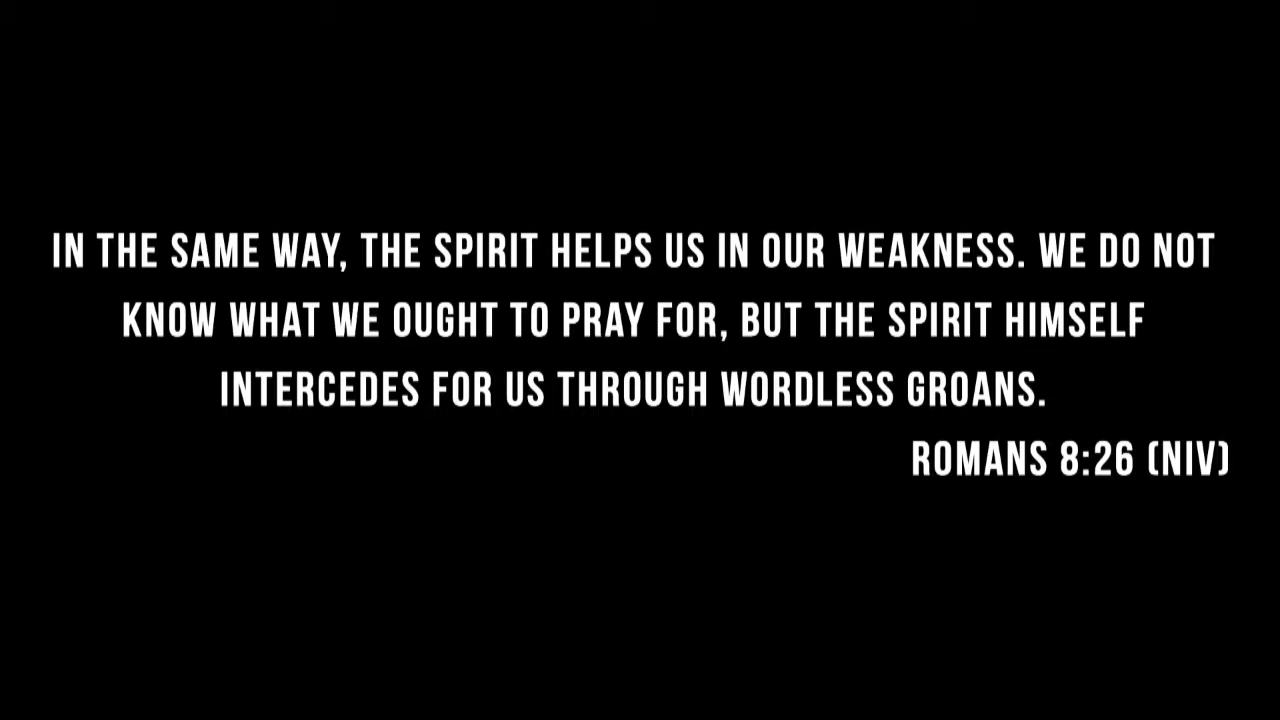 IN THE SAME WAY, THE SPIRIT HELPS US IN OUR WEAKNESS. WE DO NOT
KNOW WHAT WE OUGHT TO PRAY FOR, BUT THE SPIRIT HIMSELF
INTERCEDES FOR US THROUGH WORDLESS GROANS.
ROMANS 8:26 (NIV)